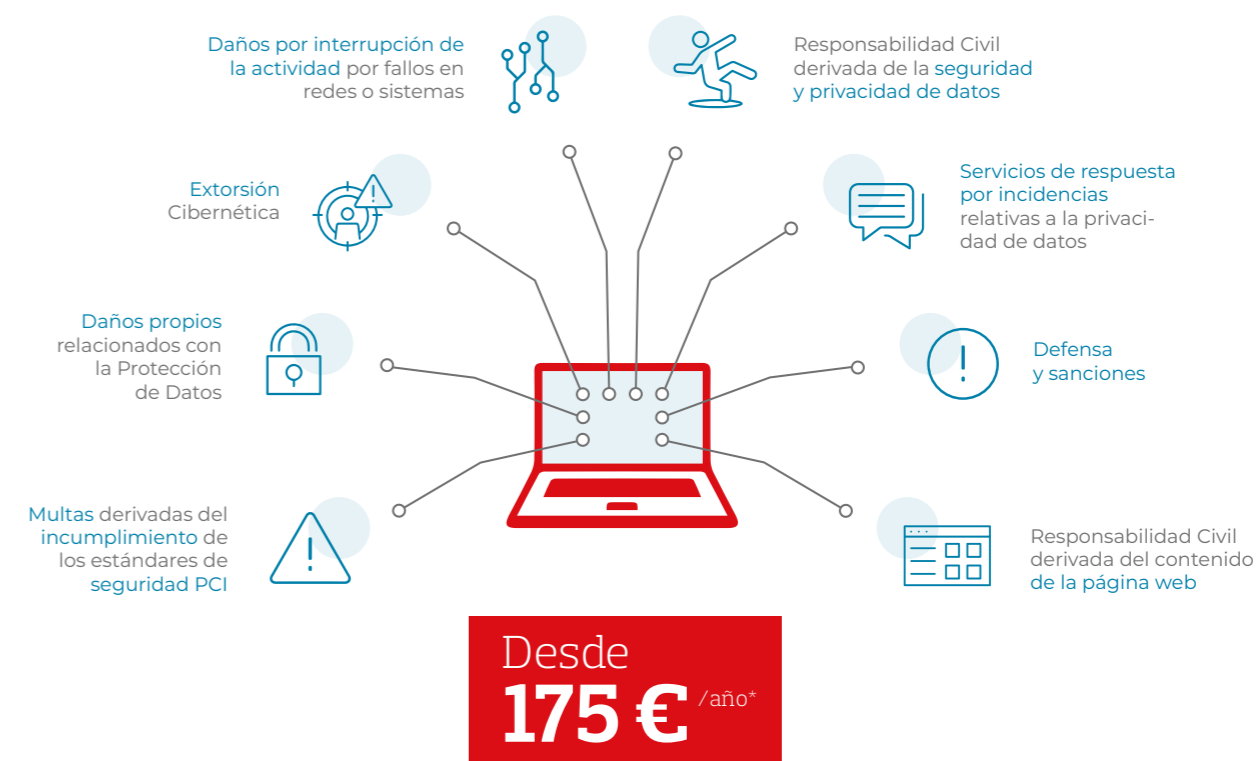 Daños por interrupción de
la actividad por fallos en
redes o sistemas
Responsabilidad Civil
derivada de la seguridad
y privacidad de datos
Extorsión
Cibernética
Servicios de respuesta
por incidencias
relativas a la privaci-
dad de datos
Daños propios
relacionados con
la Protección
de Datos
Defensa
y sanciones
Multas derivadas del
incumplimiento de
los estándares de
seguridad PCI
Responsabilidad Civil
derivada del contenido
de la página web
Desde
175 € /año*